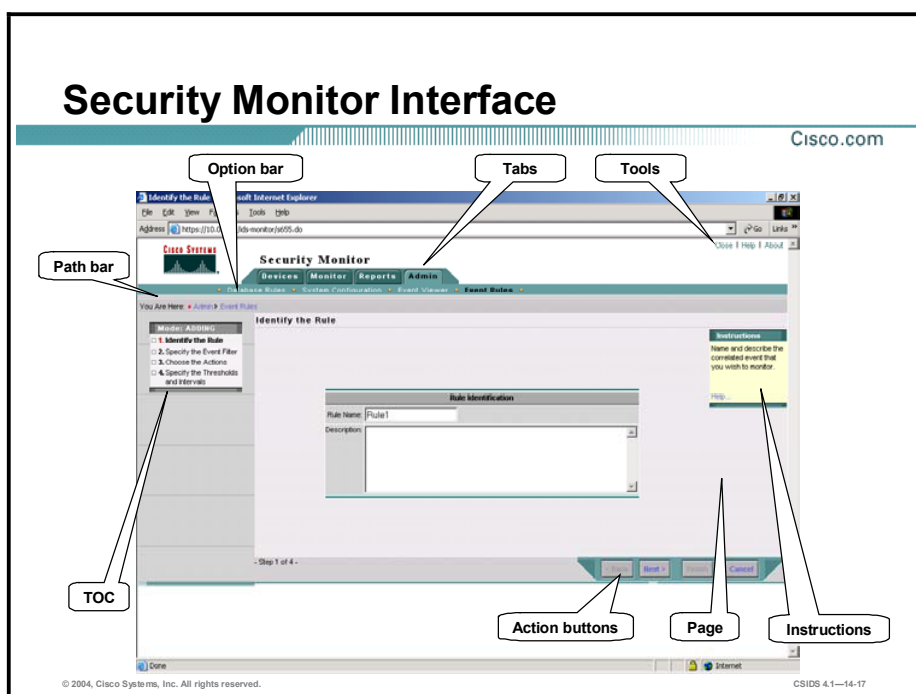 Security Monitor Interface
Cisco.com
Option bar
Tabs
Tools
Path bar
Identify the Rule soft Internet Explorer
File Edit View Tools Help
Address https://10.0. /ids-monitor/s655.do
Go Links
Cisco Systems
Close | Help | About
Security Monitor
Devices Monitor Reports Admin
Database Rules System Configuration Event Viewer Event Rules
You Are Here: Admin Event Rules
Mode: ADDING
1. Identify the Rule
2. Specify the Event Filter
3. Choose the Actions
4. Specify the Thresholds
and Intervals
Identify the Rule
Rule Identification
Rule Name: Rule1
Description:
Instructions
Name and describe the
correlated event that
you wish to monitor.
Help...
- Step 1 of 4 -
< Back Next > Finish Cancel
TOC
Action buttons
Page
Instructions
Done
Internet
© 2004, Cisco Systems, Inc. All rights reserved.
CSIDS 4.1—14-17